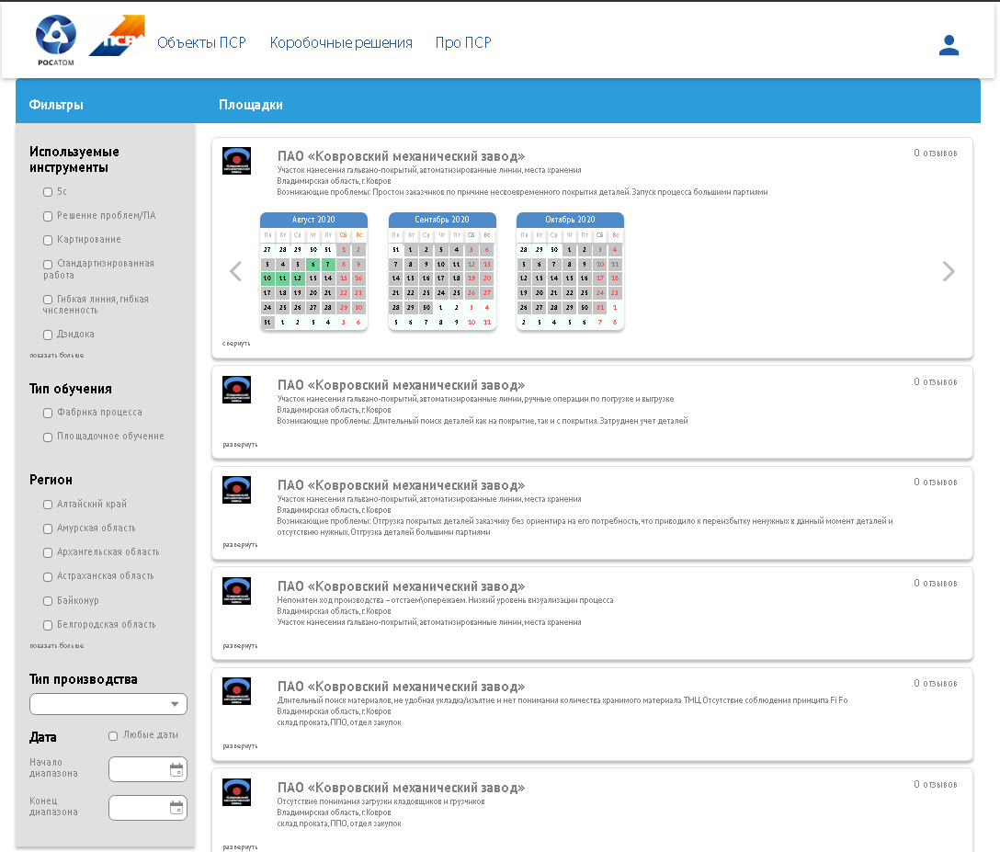 РОСАТОМ
ПСР
Объекты ПСР Коробочные решения Про ПСР
Фильтры
Площадки
Используемые
инструменты
5с
Решение проблем/ПА
Картирование
Стандартизированная
работа
Гибкая линия, гибкая
численность
Дзидока
показать больше
Тип обучения
Фабрика процесса
Площадочное обучение
Регион
Алтайский край
Амурская область
Архангельская область
Астраханская область
Байконур
Белгородская область
показать больше
Тип производства
Дата
Любые даты
Начало
диапазона
Конец
диапазона
ПАО «Ковровский механический завод»
0 отзывов
Участок нанесения гальвано-покрытий, автоматизированные линии, места хранения
Владимирская область, г. Ковров
Возникающие проблемы: Простои заказчиков по причине несвоевременного покрытия деталей. Запуск процесса большими партиями
Август 2020
Пн Вт Ср Чт Пт Сб Вс
27 28 29 30 31 1 2
3 4 5 6 7 8 9
10 11 12 13 14 15 16
17 18 19 20 21 22 23
24 25 26 27 28 29 30
31 1 2 3 4 5 6
Сентябрь 2020
Пн Вт Ср Чт Пт Сб Вс
31 1 2 3 4 5 6
7 8 9 10 11 12 13
14 15 16 17 18 19 20
21 22 23 24 25 26 27
28 29 30 1 2 3 4
5 6 7 8 9 10 11
Октябрь 2020
Пн Вт Ср Чт Пт Сб Вс
28 29 30 1 2 3 4
5 6 7 8 9 10 11
12 13 14 15 16 17 18
19 20 21 22 23 24 25
26 27 28 29 30 31 1
2 3 4 5 6 7 8
свернуть
ПАО «Ковровский механический завод»
0 отзывов
Участок нанесения гальвано-покрытий, автоматизированные линии, ручные операции по погрузке и выгрузке
Владимирская область, г. Ковров
Возникающие проблемы: Длительный поиск деталей как на покрытие, так и с покрытия. Затруднен учет деталей
развернуть
ПАО «Ковровский механический завод»
0 отзывов
Участок нанесения гальвано-покрытий, автоматизированные линии, места хранения
Владимирская область, г. Ковров
Возникающие проблемы: Отгрузка покрытых деталей заказчику без ориентира на его потребность, что приводило к переизбытку ненужных в данный момент деталей и
отсутствию нужных. Отгрузка деталей большими партиями
развернуть
ПАО «Ковровский механический завод»
0 отзывов
Непонятен ход производства – отстаем\опережаем. Низкий уровень визуализации процесса
Владимирская область, г. Ковров
Участок нанесения гальвано-покрытий, автоматизированные линии, места хранения
развернуть
ПАО «Ковровский механический завод»
0 отзывов
Длительный поиск материалов, не удобная укладка/изъятие и нет понимания количества хранимого материала ТМЦ. Отсутствие соблюдения принципа Fi Fo
Владимирская область, г. Ковров
склад проката, ППО, отдел закупок
развернуть
ПАО «Ковровский механический завод»
0 отзывов
Отсутствие понимания загрузки кладовщиков и грузчиков
Владимирская область, г. Ковров
склад проката, ППО, отдел закупок
развернуть